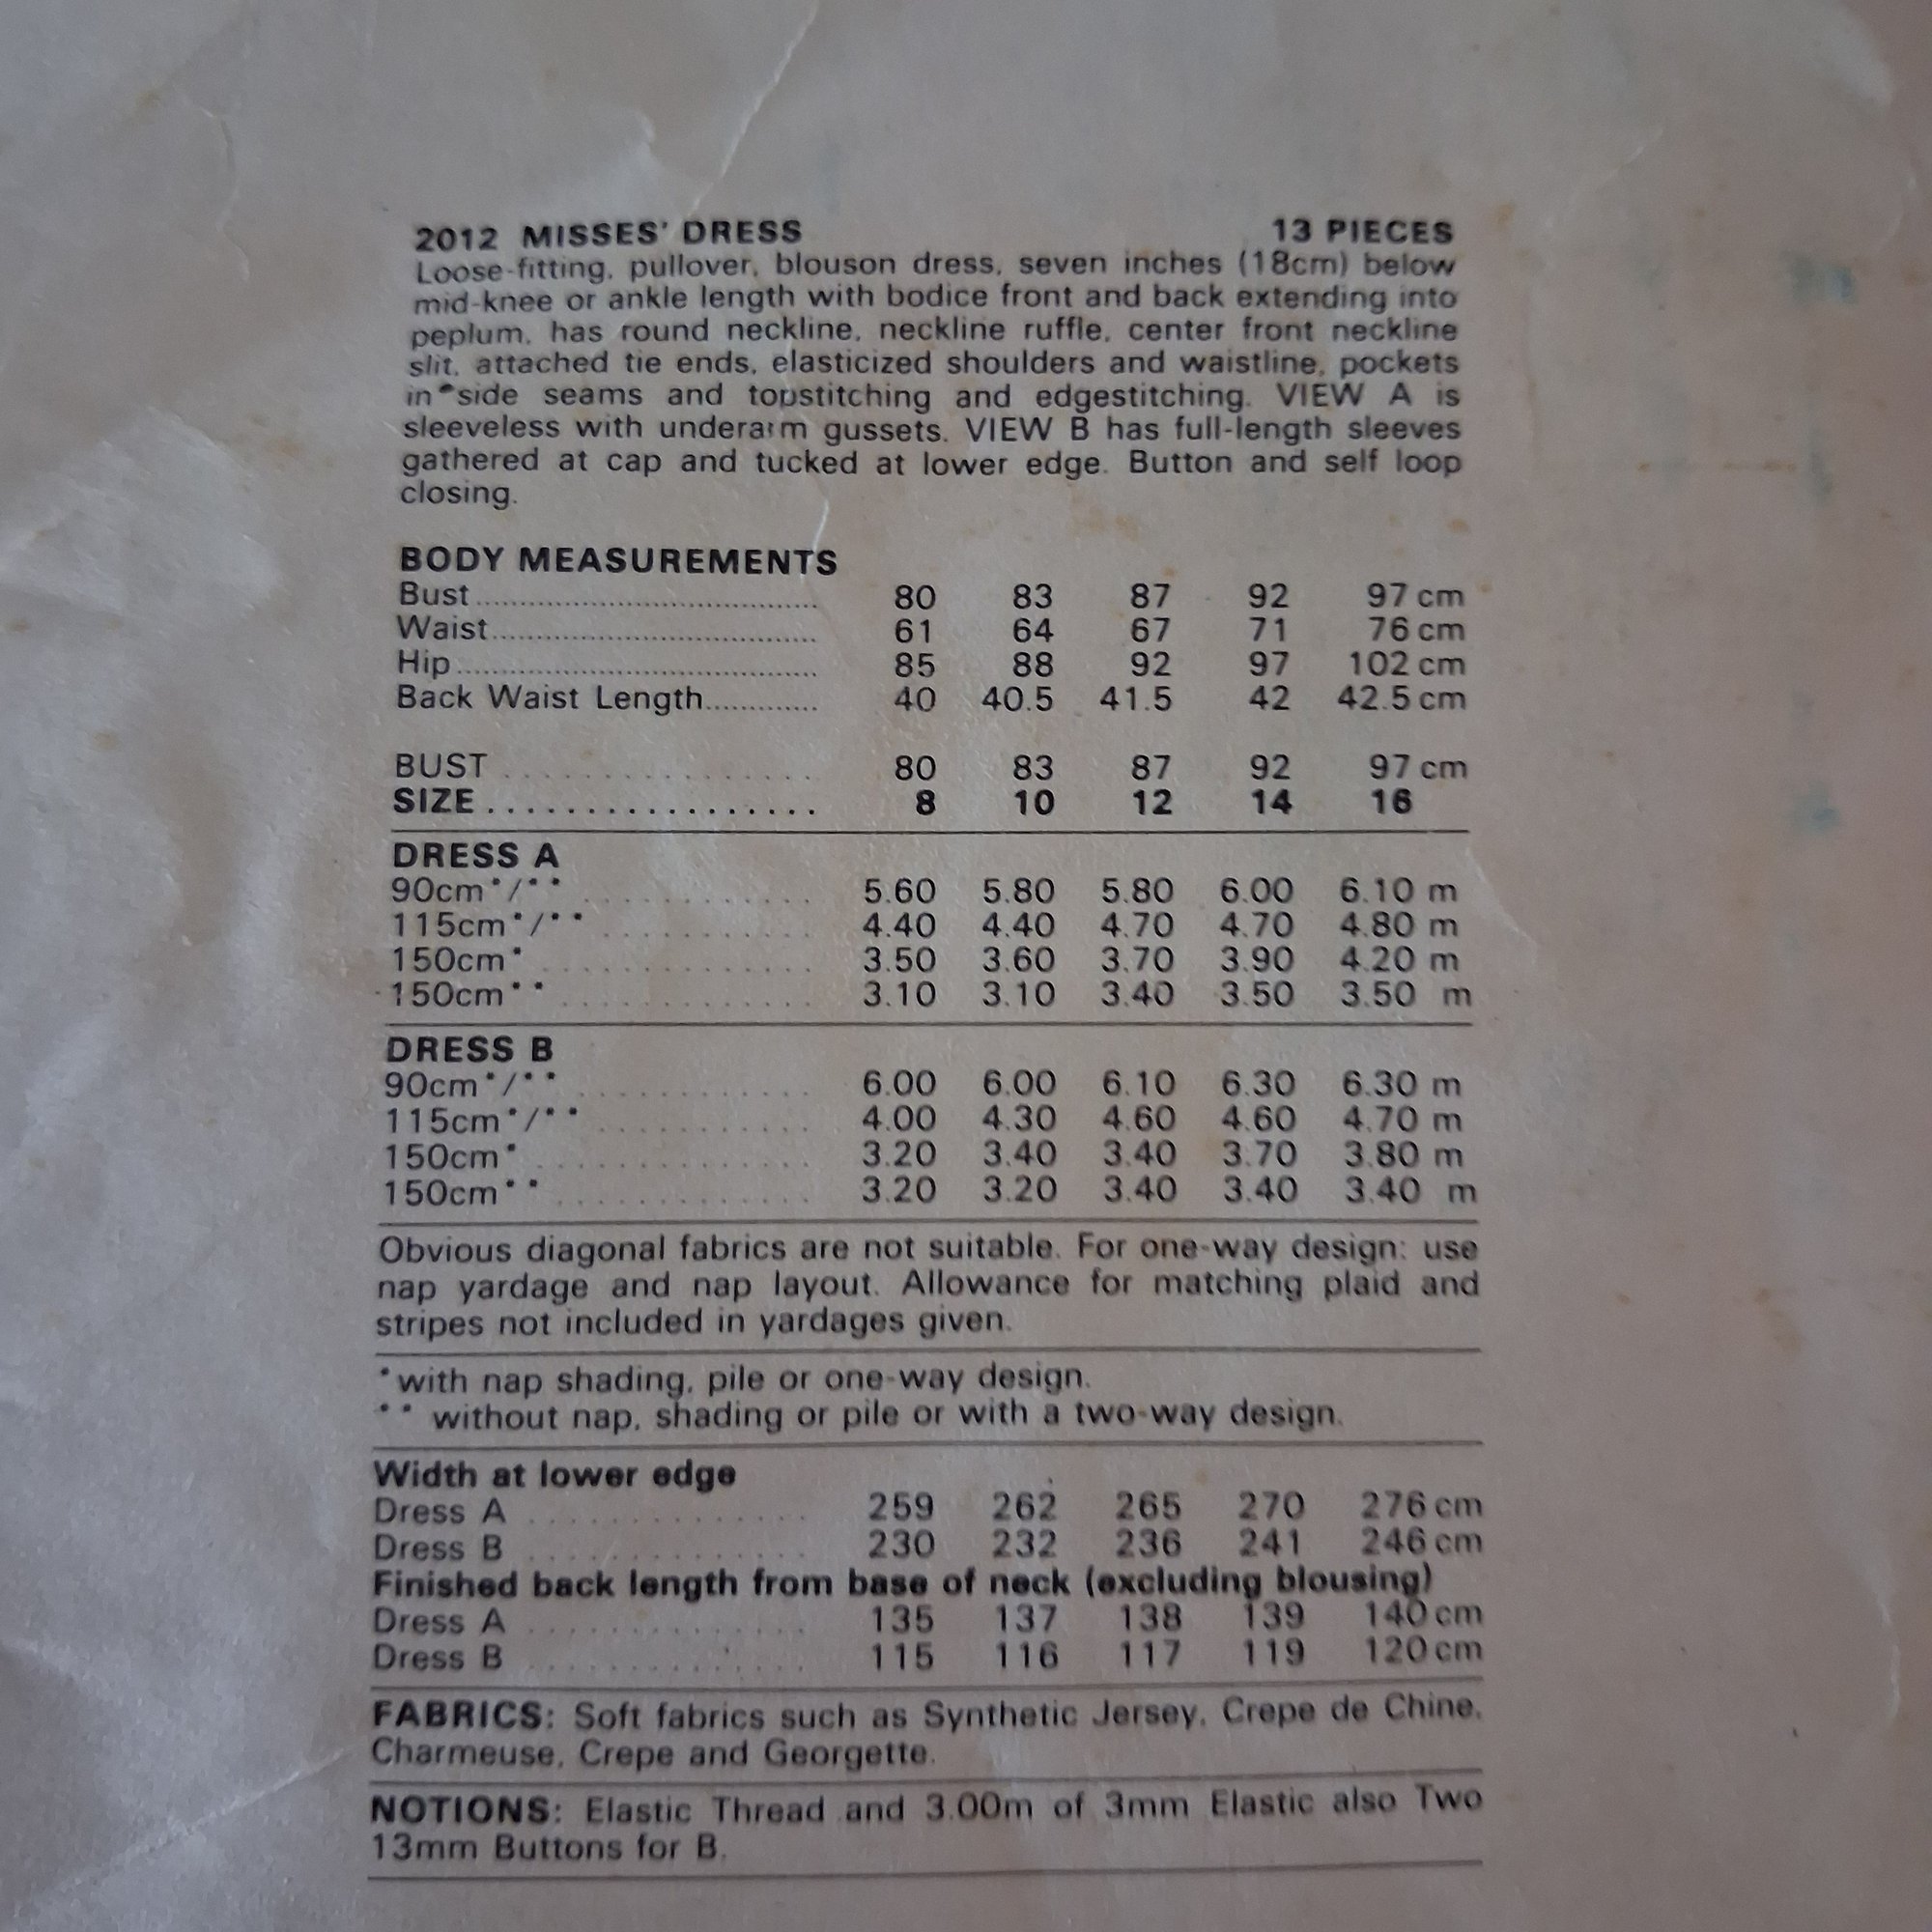 2012 MISSES' DRESS 13 PIECES
Loose-fitting, pullover, blouson dress, seven inches (18cm) below
mid-knee or ankle length with bodice front and back extending into
peplum, has round neckline, neckline ruffle, center front neckline
slit, attached tie ends, elasticized shoulders and waistline, pockets
in side seams and topstitching and edgestitching. VIEW A is
sleeveless with underarm gussets. VIEW B has full-length sleeves
gathered at cap and tucked at lower edge. Button and self loop
closing.
BODY MEASUREMENTS
Bust 80 83 87 92 97 cm
Waist 61 64 67 71 76 cm
Hip 85 88 92 97 102 cm
Back Waist Length 40 40.5 41.5 42 42.5 cm
BUST 80 83 87 92 97 cm
SIZE 8 10 12 14 16
DRESS A
90cm*/** 5.60 5.80 5.80 6.00 6.10 m
115cm*/** 4.40 4.40 4.70 4.70 4.80 m
150cm* 3.50 3.60 3.70 3.90 4.20 m
150cm** 3.10 3.10 3.40 3.50 3.50 m
DRESS B
90cm*/** 6.00 6.00 6.10 6.30 6.30 m
115cm*/** 4.00 4.30 4.60 4.60 4.70 m
150cm* 3.20 3.40 3.40 3.70 3.80 m
150cm** 3.20 3.20 3.40 3.40 3.40 m
Obvious diagonal fabrics are not suitable. For one-way design: use
nap yardage and nap layout. Allowance for matching plaid and
stripes not included in yardages given.
*with nap shading, pile or one-way design.
** without nap, shading or pile or with a two-way design.
Width at lower edge
Dress A 259 262 265 270 276 cm
Dress B 230 232 236 241 246 cm
Finished back length from base of neck (excluding blousing)
Dress A 135 137 138 139 140 cm
Dress B 115 116 117 119 120 cm
FABRICS: Soft fabrics such as Synthetic Jersey, Crepe de Chine,
Charmeuse, Crepe and Georgette.
NOTIONS: Elastic Thread and 3.00m of 3mm Elastic also Two
13mm Buttons for B.